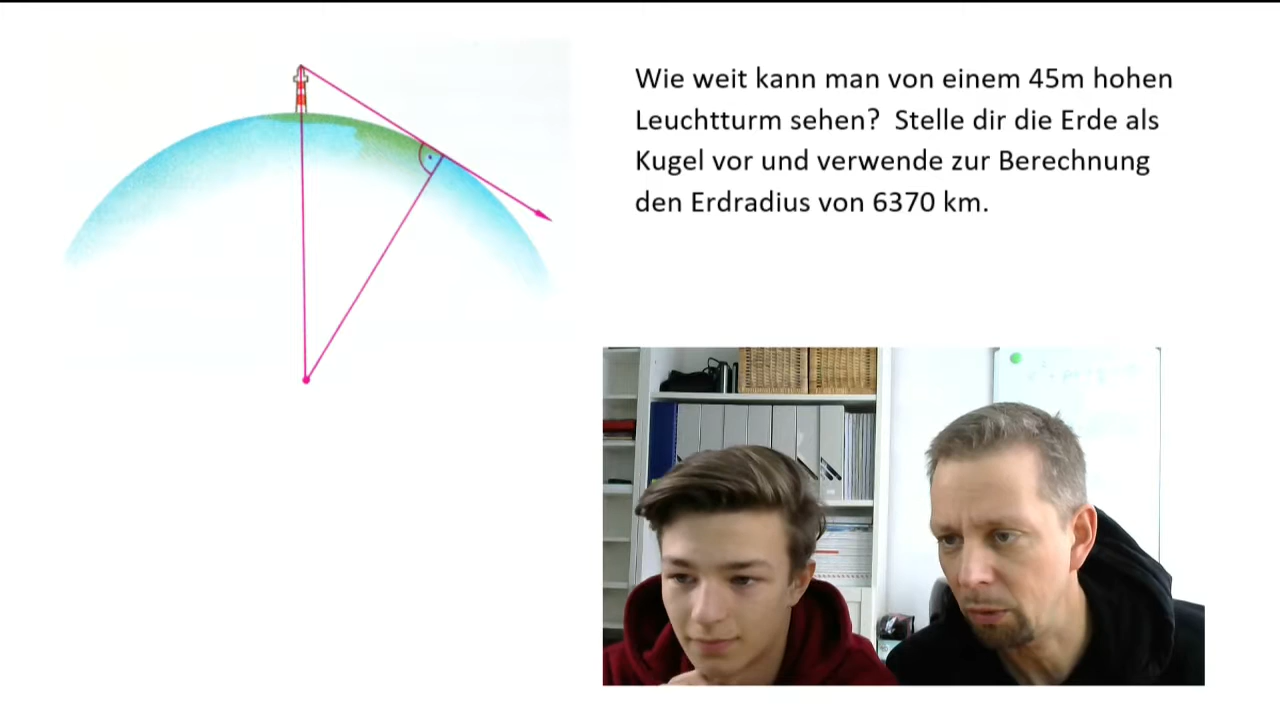 Wie weit kann man von einem 45m hohen
Leuchtturm sehen?  Stelle dir die Erde als
Kugel vor und verwende zur Berechnung
den Erdradius von 6370 km.